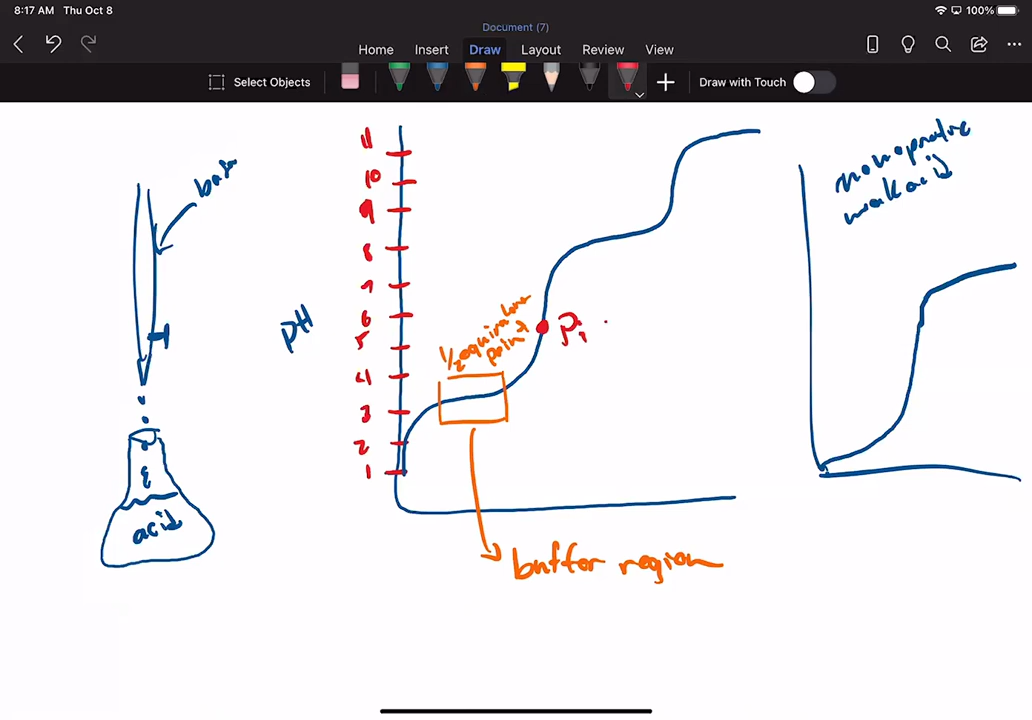 8:17 AM Thu Oct 8
100%
Document (7)
Home Insert Draw Layout Review View
Select Objects
Draw with Touch
base
pH
11
10
9
8
7
6
5
4
3
2
1
1/2 equivalence
point
Pi
monoprotic
weak acid
acid
buffer region